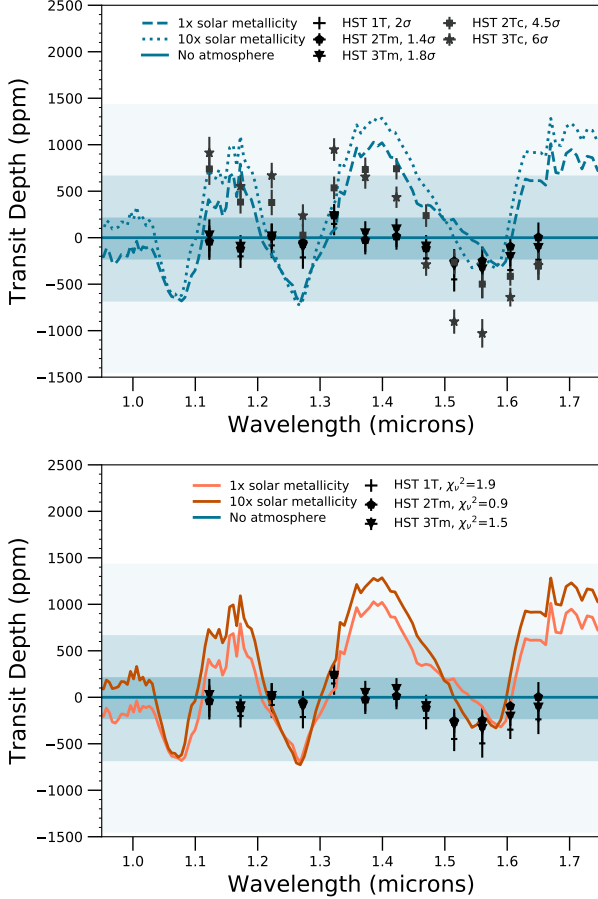 2500
2000
1500
1000
500
0
−500
−1000
−1500
Transit Depth (ppm)
1x solar metallicity
10x solar metallicity
No atmosphere
HST 1T, 2σ
HST 2Tm, 1.4σ
HST 3Tm, 1.8σ
HST 2Tc, 4.5σ
HST 3Tc, 6σ
1.0 1.1 1.2 1.3 1.4 1.5 1.6 1.7
Wavelength (microns)
2500
2000
1500
1000
500
0
−500
−1000
−1500
Transit Depth (ppm)
1x solar metallicity
10x solar metallicity
No atmosphere
HST 1T, χν²=1.9
HST 2Tm, χν²=0.9
HST 3Tm, χν²=1.5
1.0 1.1 1.2 1.3 1.4 1.5 1.6 1.7
Wavelength (microns)